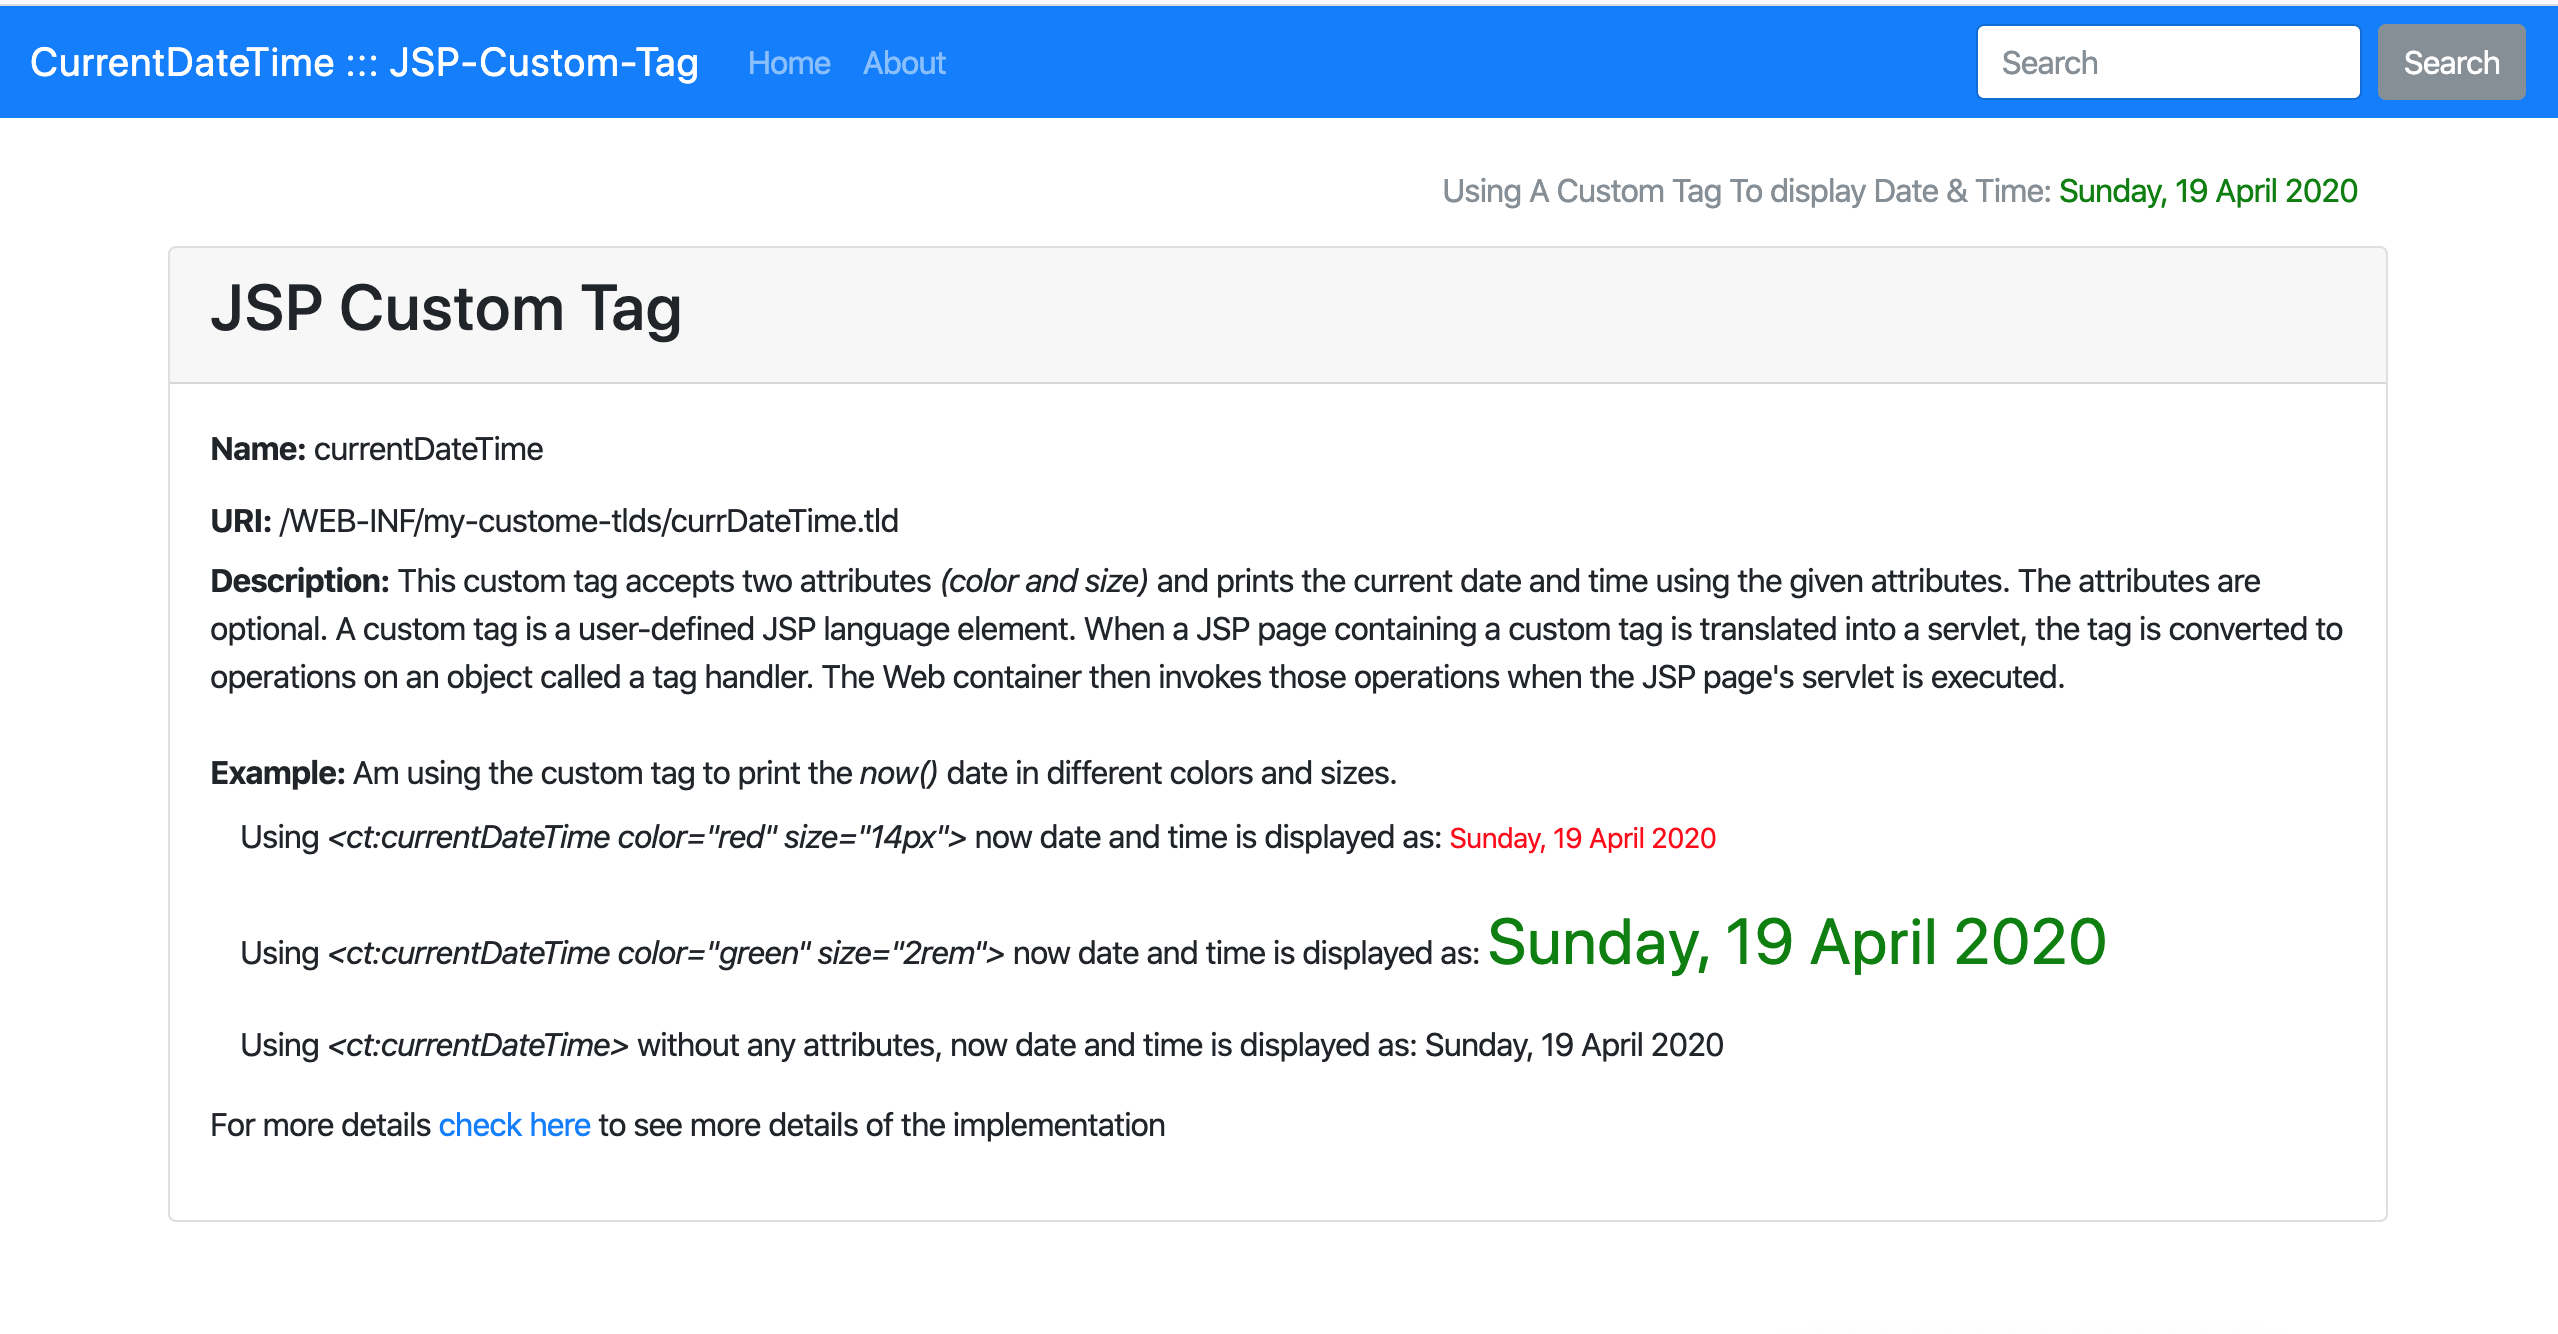 CurrentDateTime ::: JSP-Custom-Tag Home About Search Search
Using A Custom Tag To display Date & Time: Sunday, 19 April 2020
JSP Custom Tag
Name: currentDateTime
URI: /WEB-INF/my-custome-tlds/currDateTime.tld
Description: This custom tag accepts two attributes (color and size) and prints the current date and time using the given attributes. The attributes are
optional. A custom tag is a user-defined JSP language element. When a JSP page containing a custom tag is translated into a servlet, the tag is converted to
operations on an object called a tag handler. The Web container then invokes those operations when the JSP page's servlet is executed.
Example: Am using the custom tag to print the now() date in different colors and sizes.
Using <ct:currentDateTime color="red" size="14px"> now date and time is displayed as: Sunday, 19 April 2020
Using <ct:currentDateTime color="green" size="2rem"> now date and time is displayed as: Sunday, 19 April 2020
Using <ct:currentDateTime> without any attributes, now date and time is displayed as: Sunday, 19 April 2020
For more details check here to see more details of the implementation